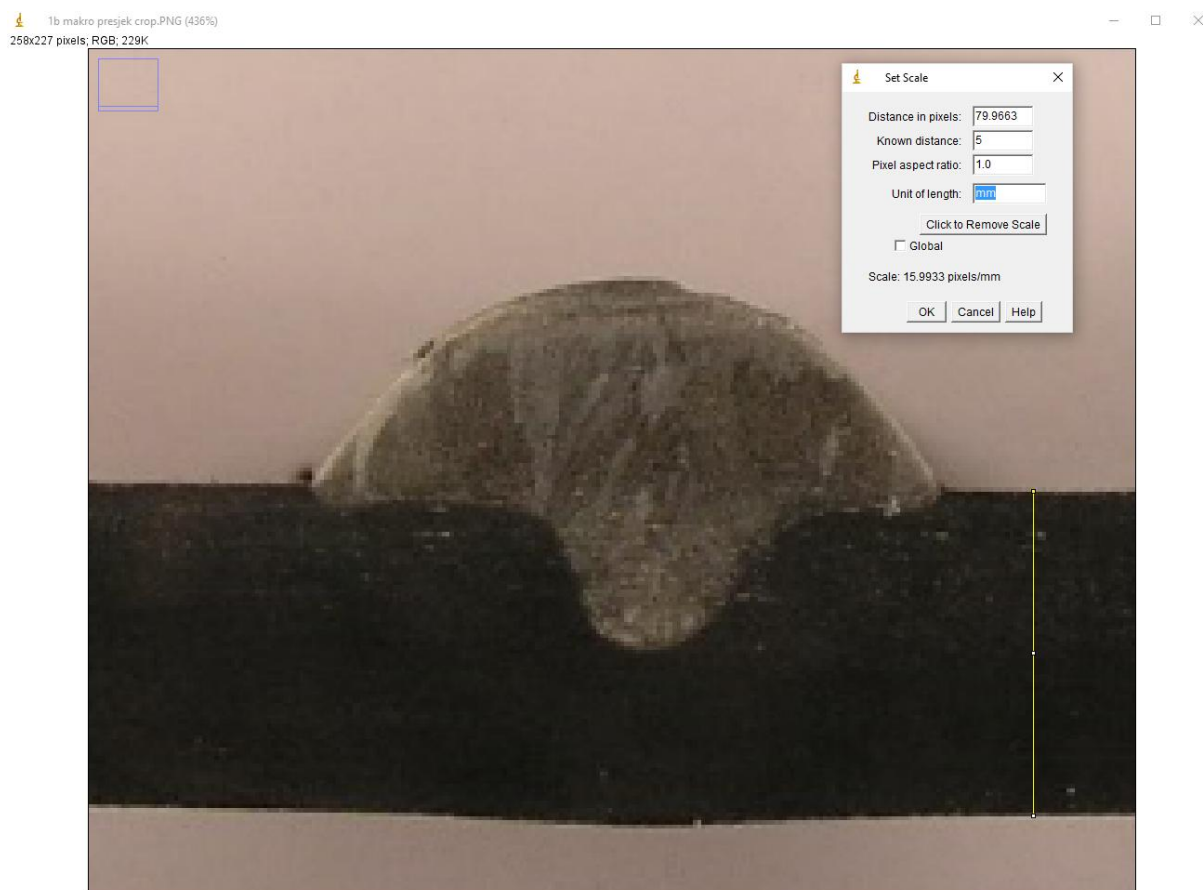 1b makro presjek crop.PNG (436%)
258x227 pixels; RGB; 229K
Set Scale
Distance in pixels: 79.9663
Known distance: 5
Pixel aspect ratio: 1.0
Unit of length: mm
Click to Remove Scale
Global
Scale: 15.9933 pixels/mm
OK Cancel Help